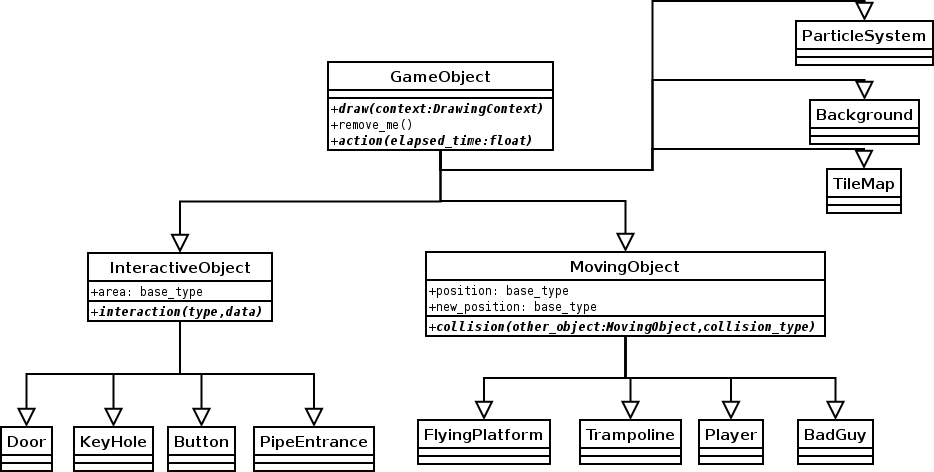 ParticleSystem
GameObject
+draw(context:DrawingContext)
+remove_me()
+action(elapsed_time:float)
Background
TileMap
InteractiveObject
+area: base_type
+interaction(type,data)
MovingObject
+position: base_type
+new_position: base_type
+collision(other_object:MovingObject,collision_type)
Door
KeyHole
Button
PipeEntrance
FlyingPlatform
Trampoline
Player
BadGuy